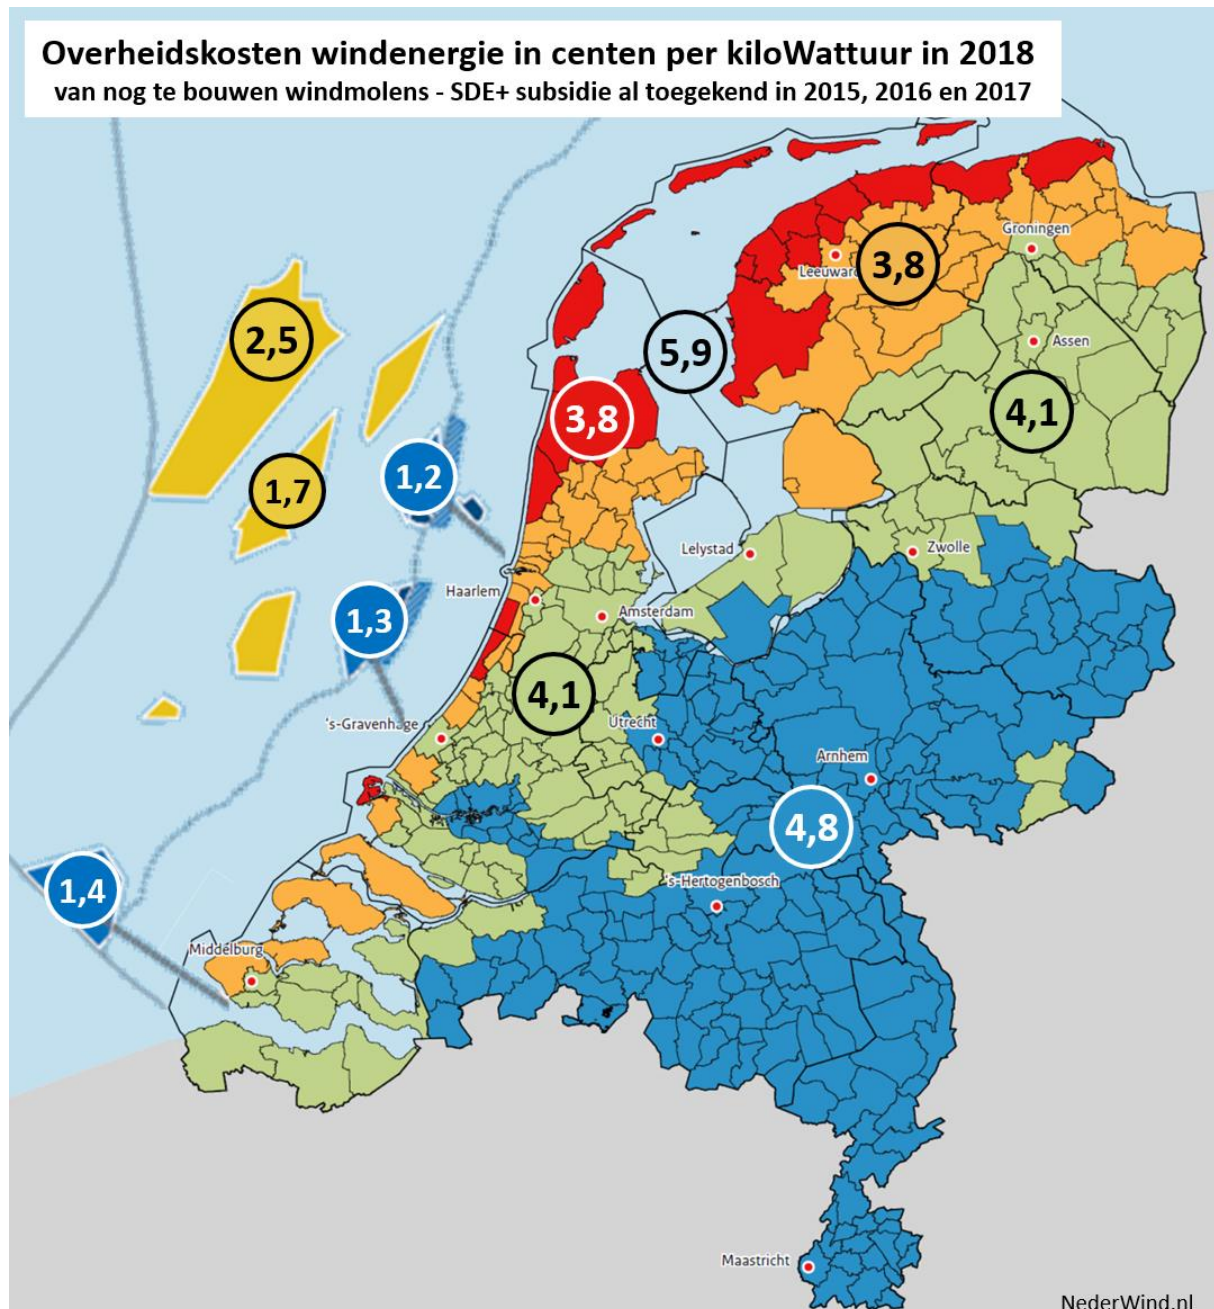 Overheidskosten windenergie in centen per kiloWattuur in 2018
van nog te bouwen windmolens - SDE+ subsidie al toegekend in 2015, 2016 en 2017
Groningen
3,8
Leeuward
2,5
5,9
Assen
4,1
3,8
1,2
1,7
Lelystad
Zwolle
Haarlem
Amsterdam
1,3
4,1
's-Gravenhage
Utrecht
Arnhem
4,8
's-Hertogenbosch
1,4
Middelburg
Maastricht
NederWind.nl